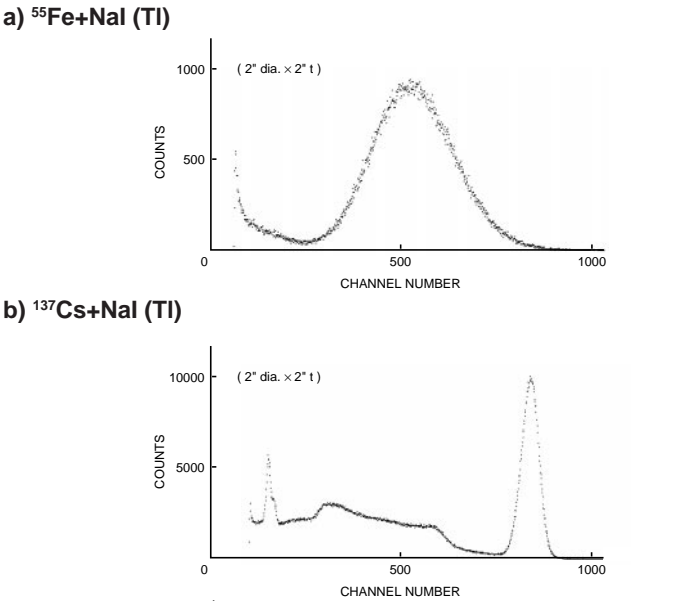 a) ⁵⁵Fe+NaI (Tl)
1000
( 2" dia. × 2" t )
COUNTS
500
0
500
1000
CHANNEL NUMBER
b) ¹³⁷Cs+NaI (Tl)
10000
( 2" dia. × 2" t )
COUNTS
5000
0
500
1000
CHANNEL NUMBER